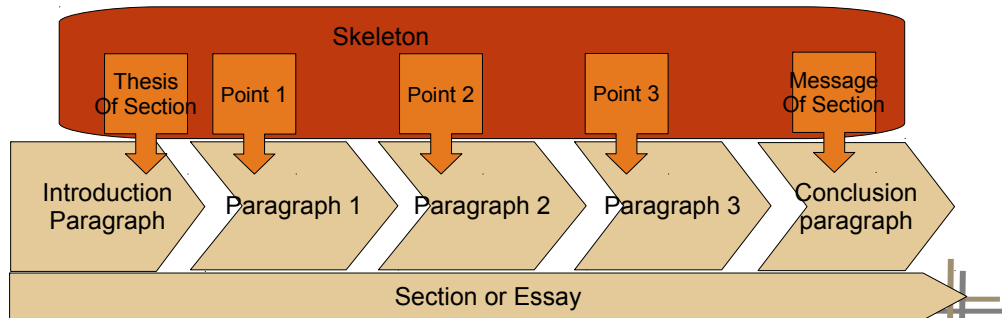 Skeleton
Thesis
Of Section
Point 1
Point 2
Point 3
Message
Of Section
Introduction
Paragraph
Paragraph 1
Paragraph 2
Paragraph 3
Conclusion
paragraph
Section or Essay